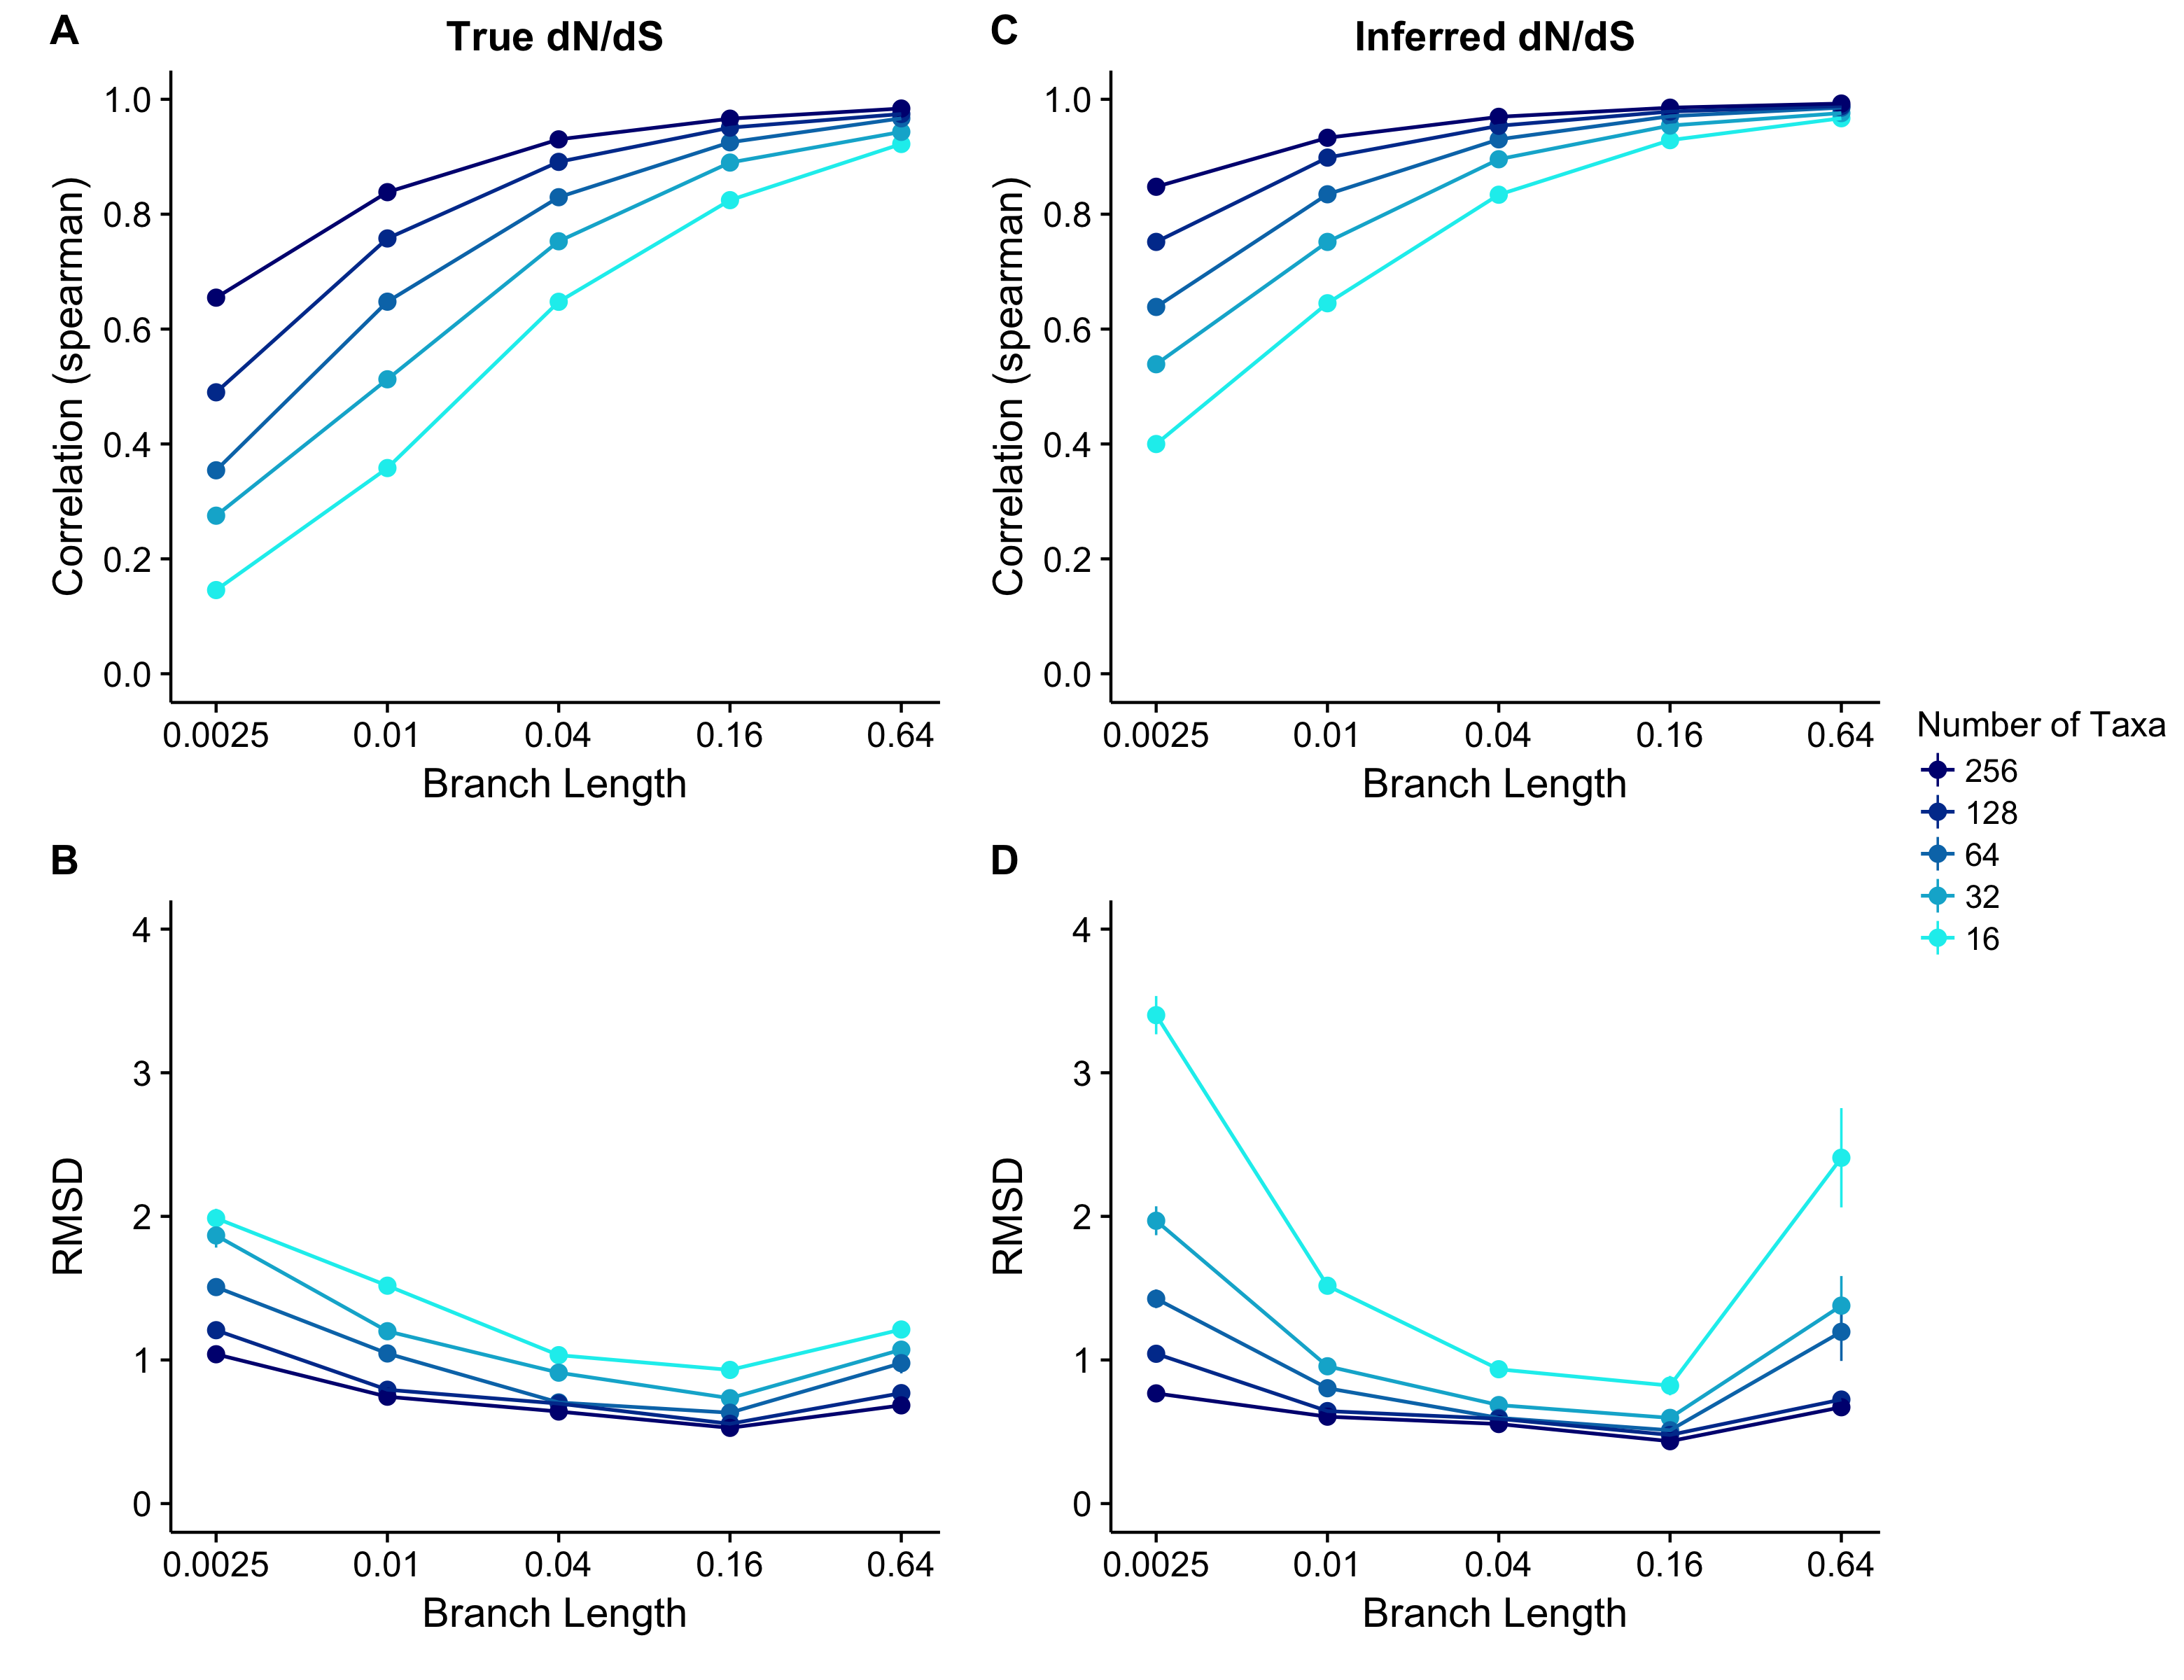 A
True dN/dS
Correlation (spearman)
1.0
0.8
0.6
0.4
0.2
0.0
0.0025 0.01 0.04 0.16 0.64
Branch Length
C
Inferred dN/dS
Correlation (spearman)
1.0
0.8
0.6
0.4
0.2
0.0
0.0025 0.01 0.04 0.16 0.64
Branch Length
B
RMSD
4
3
2
1
0
0.0025 0.01 0.04 0.16 0.64
Branch Length
D
RMSD
4
3
2
1
0
0.0025 0.01 0.04 0.16 0.64
Branch Length
Number of Taxa
256
128
64
32
16